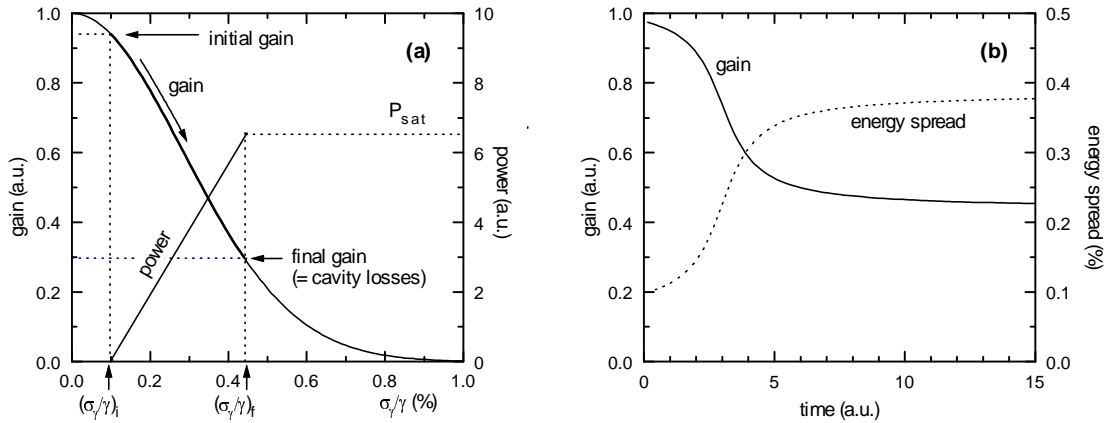 (a)
initial gain
gain
P_sat
power
final gain
(= cavity losses)
gain (a.u.)
1.0
0.8
0.6
0.4
0.2
0.0
power (a.u.)
10
8
6
4
2
0
0.0 0.2 0.4 0.6 0.8 1.0
(σγ/γ)i
(σγ/γ)f
σγ/γ (%)
(b)
gain
energy spread
gain (a.u.)
1.0
0.8
0.6
0.4
0.2
0.0
energy spread (%)
0.5
0.4
0.3
0.2
0.1
0.0
0 5 10 15
time (a.u.)